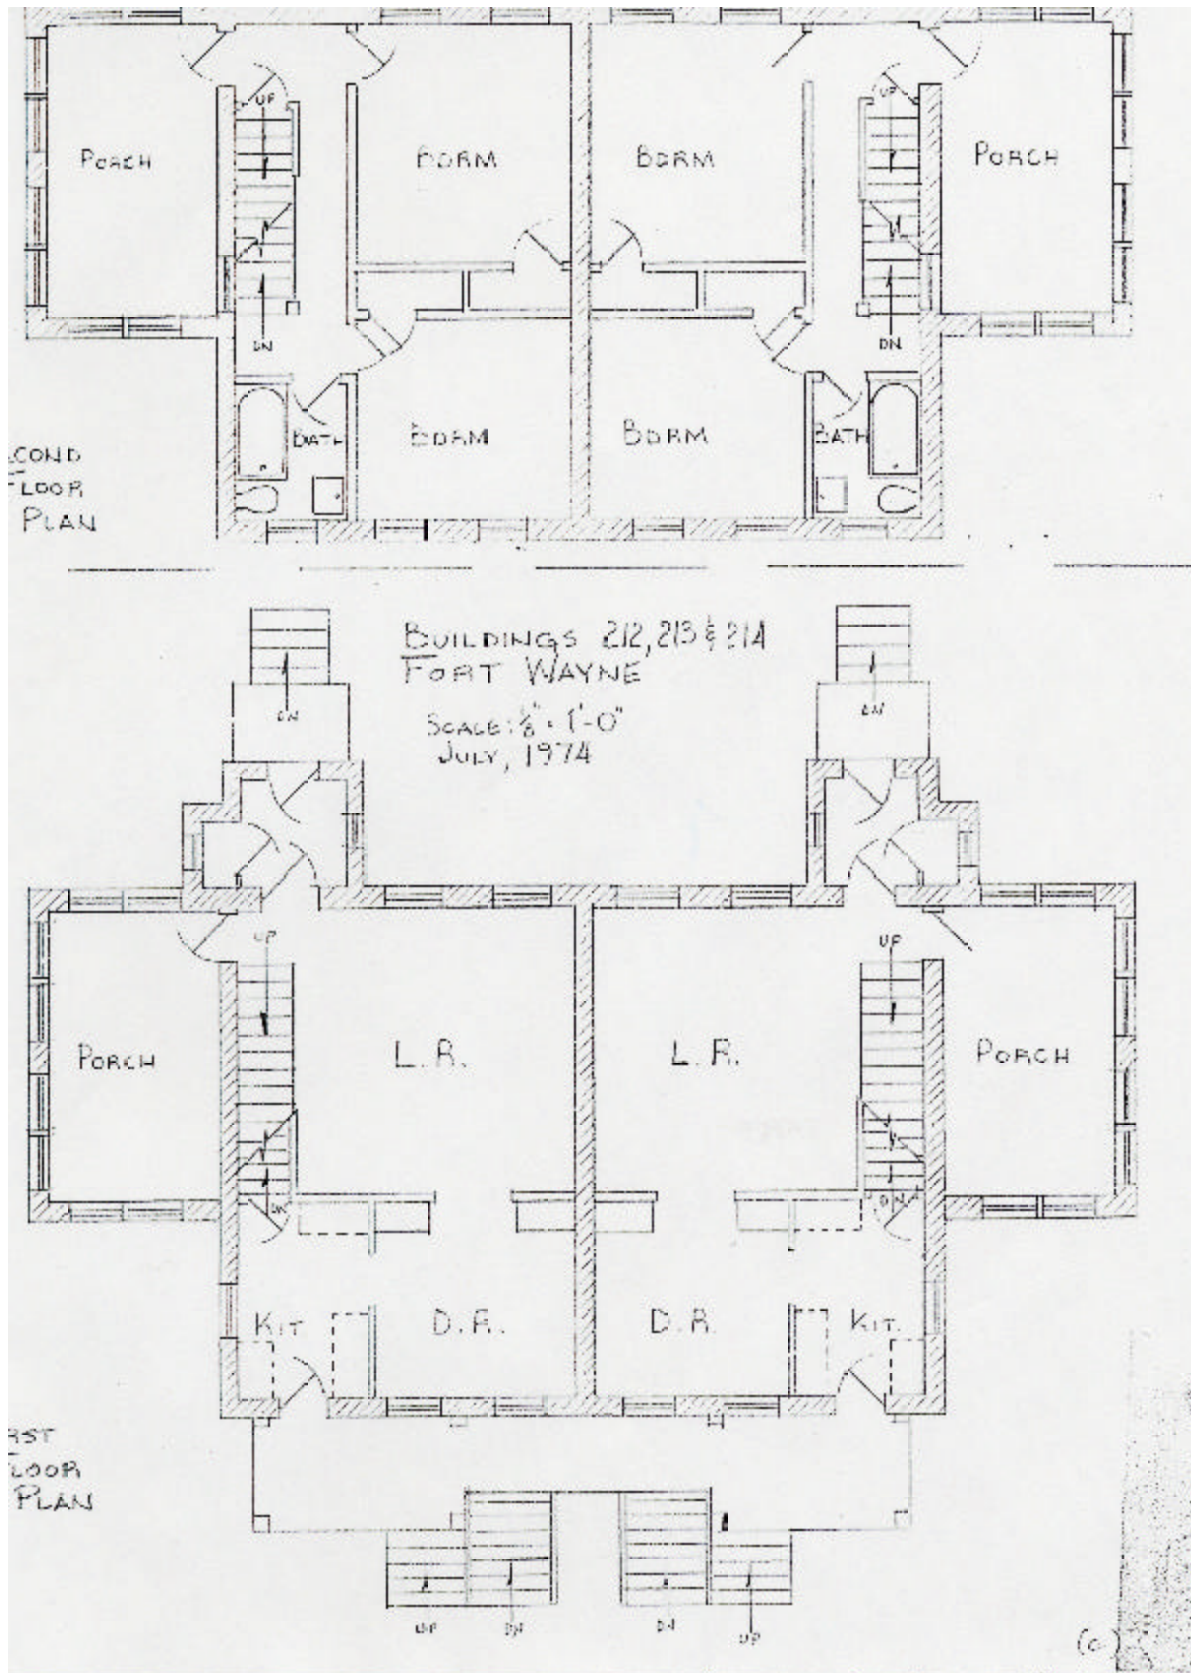 UP
UP
PORCH
BDRM
BDRM
PORCH
DN
DN
BATH
BDRM
BDRM
BATH
COND
FLOOR
PLAN
BUILDINGS 212, 213 & 214
FORT WAYNE
SCALE: 1/8" = 1'-0"
JULY, 1974
DN
DN
UP
UP
PORCH
L. R.
L. R.
PORCH
DN
DN
KIT
D. R.
D. R.
KIT.
RST
FLOOR
PLAN
UP
DN
DN
UP
(c)